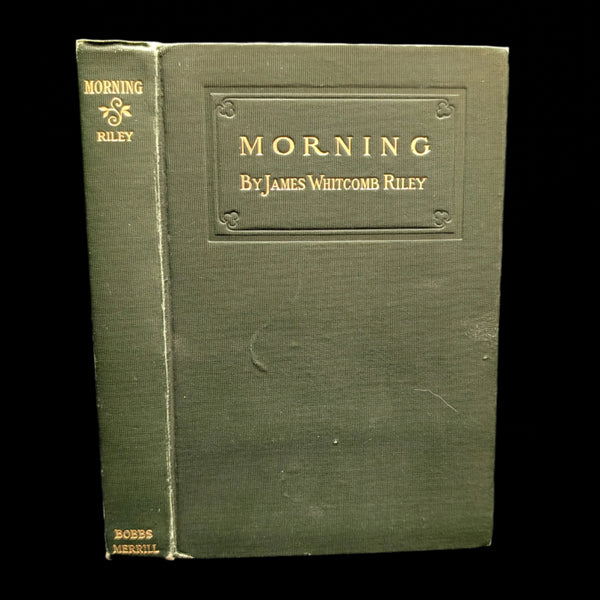 MORNING
RILEY
BOBBS
MERRILL
MORNING
BY JAMES WHITCOMB RILEY